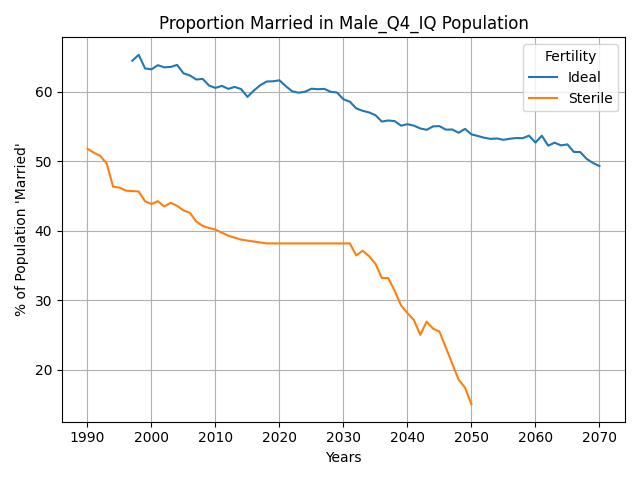 Proportion Married in Male_Q4_IQ Population
Fertility
Ideal
Sterile
% of Population 'Married'
60
50
40
30
20
1990 2000 2010 2020 2030 2040 2050 2060 2070
Years